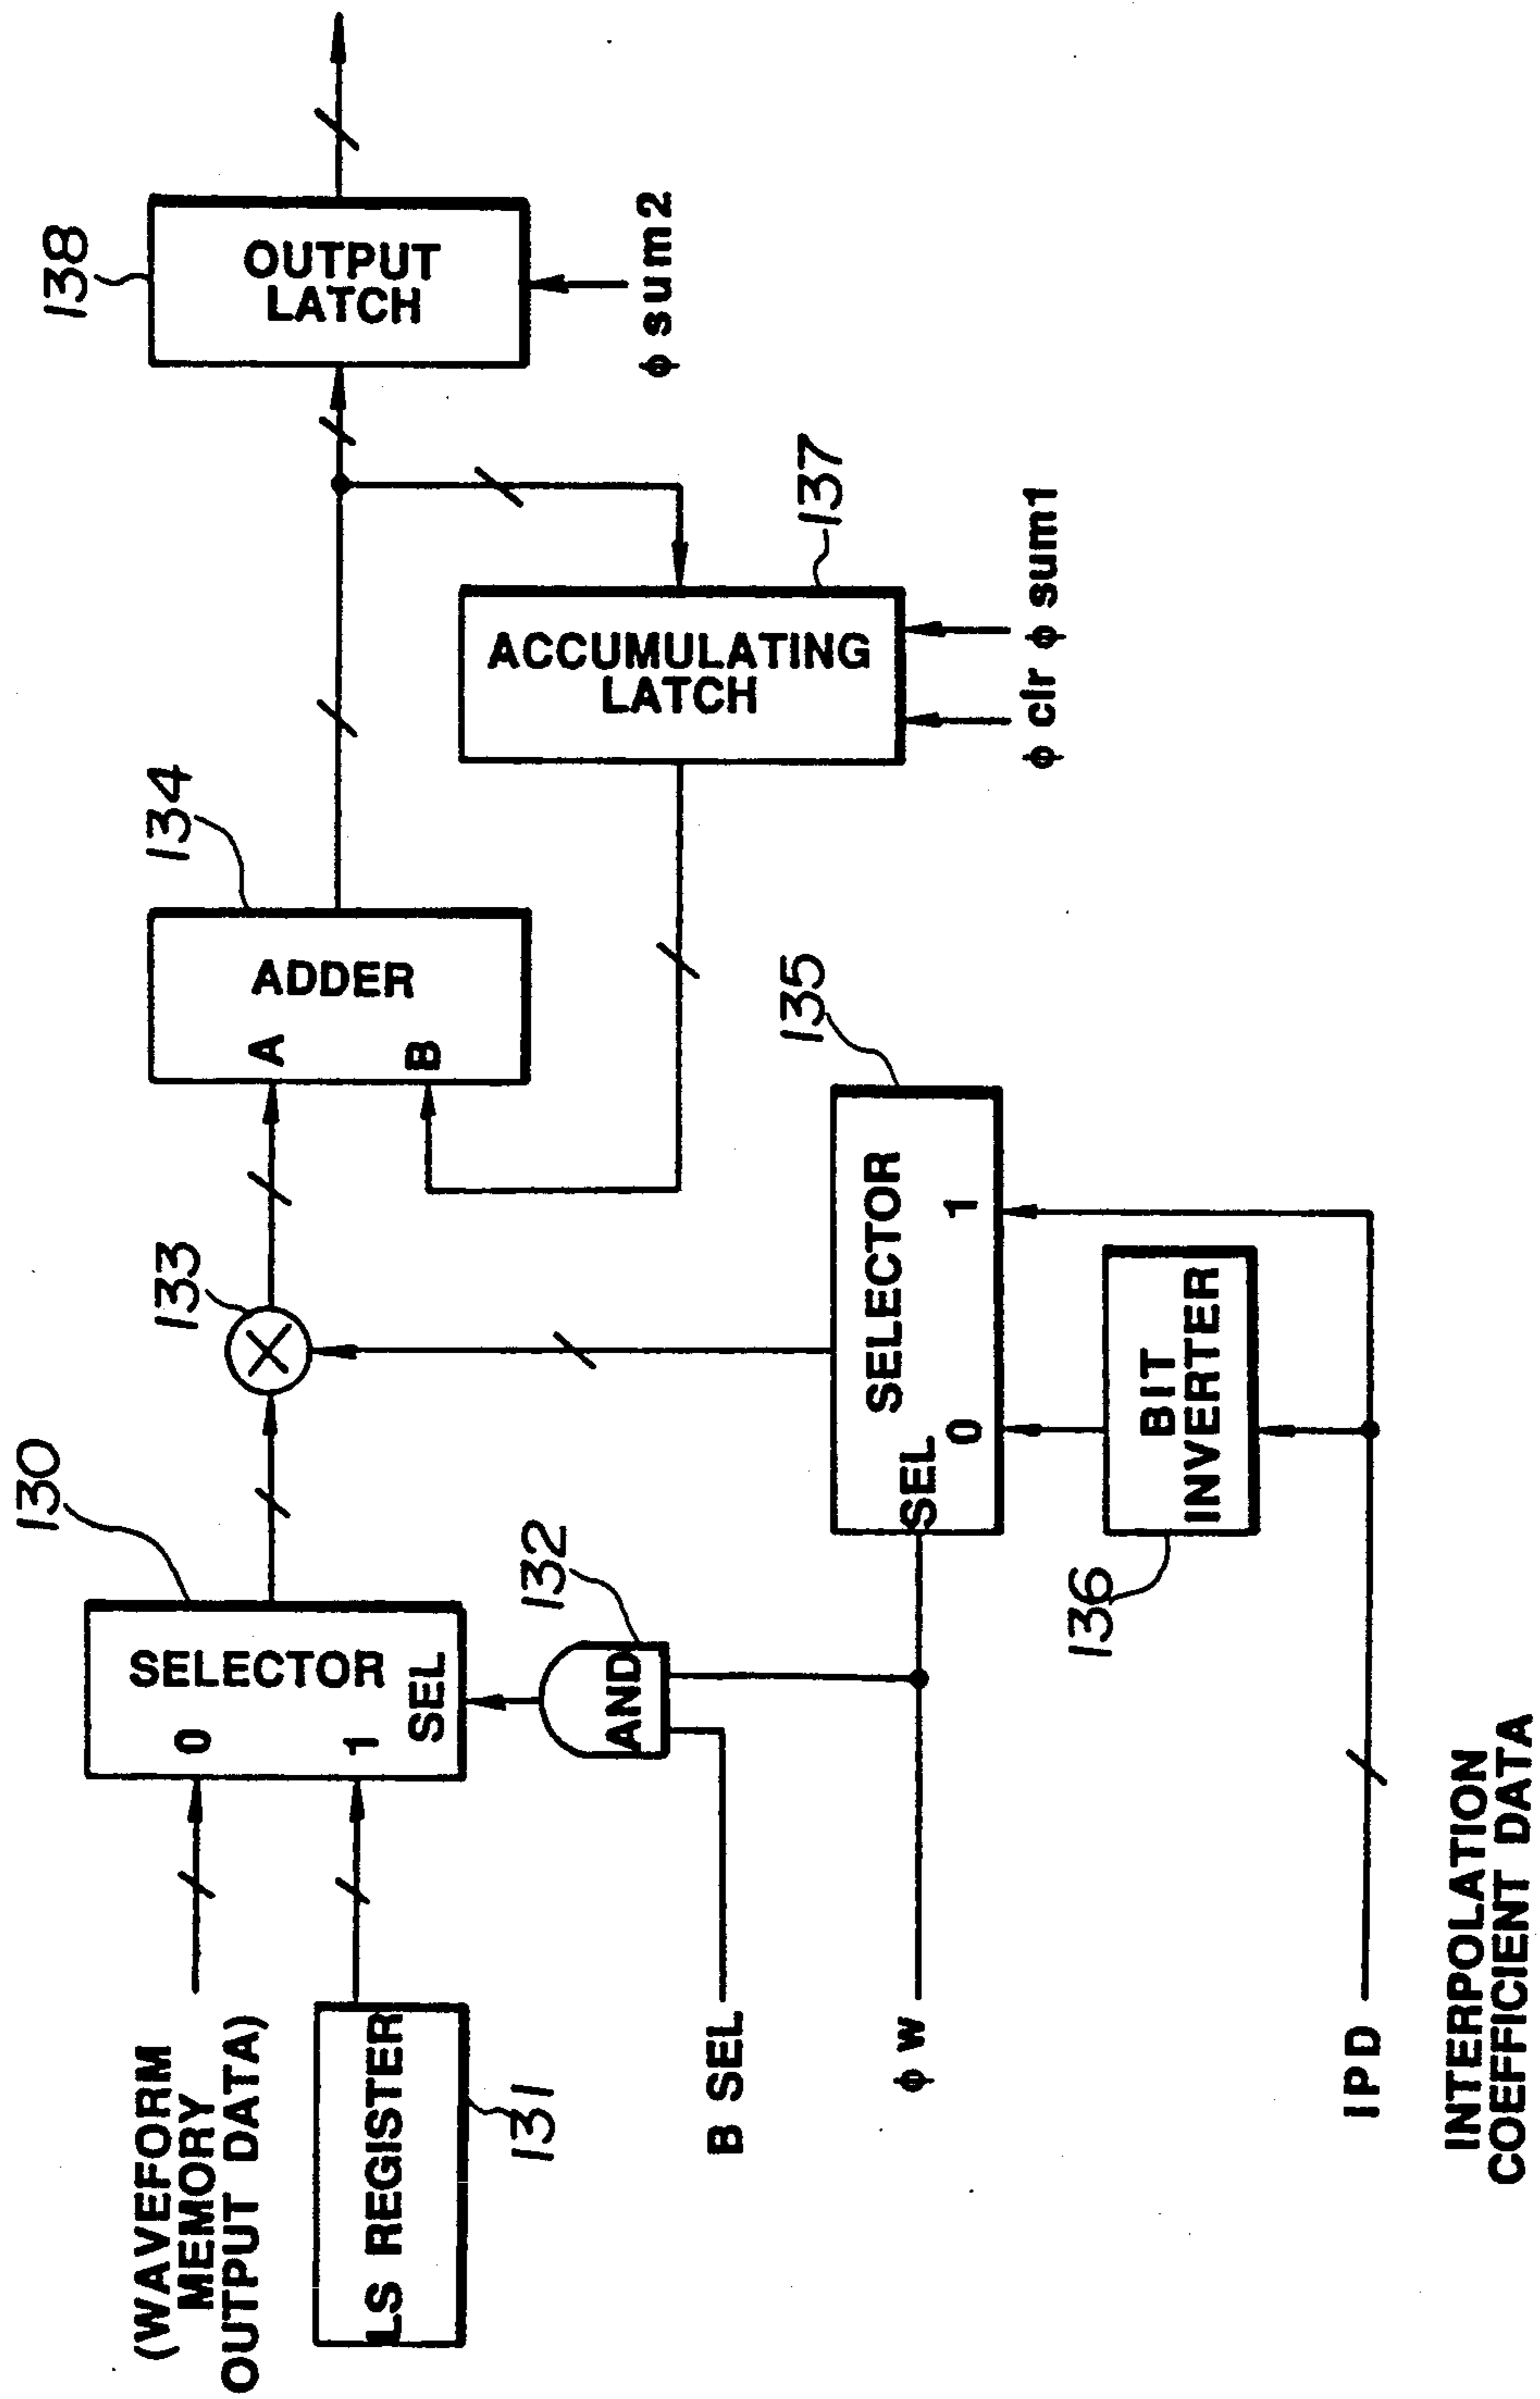 (WAVEFORM
MEMORY
OUTPUT DATA)
0
1
SELECTOR
SEL
130
LS REGISTER
131
B SEL
AND
132
φ w
133
A
B
ADDER
134
SEL
0
1
SELECTOR
135
BIT
INVERTER
136
IPD
INTERPOLATION
COEFFICIENT DATA
ACCUMULATING
LATCH
137
φ clr φ sum1
OUTPUT
LATCH
138
φ sum2